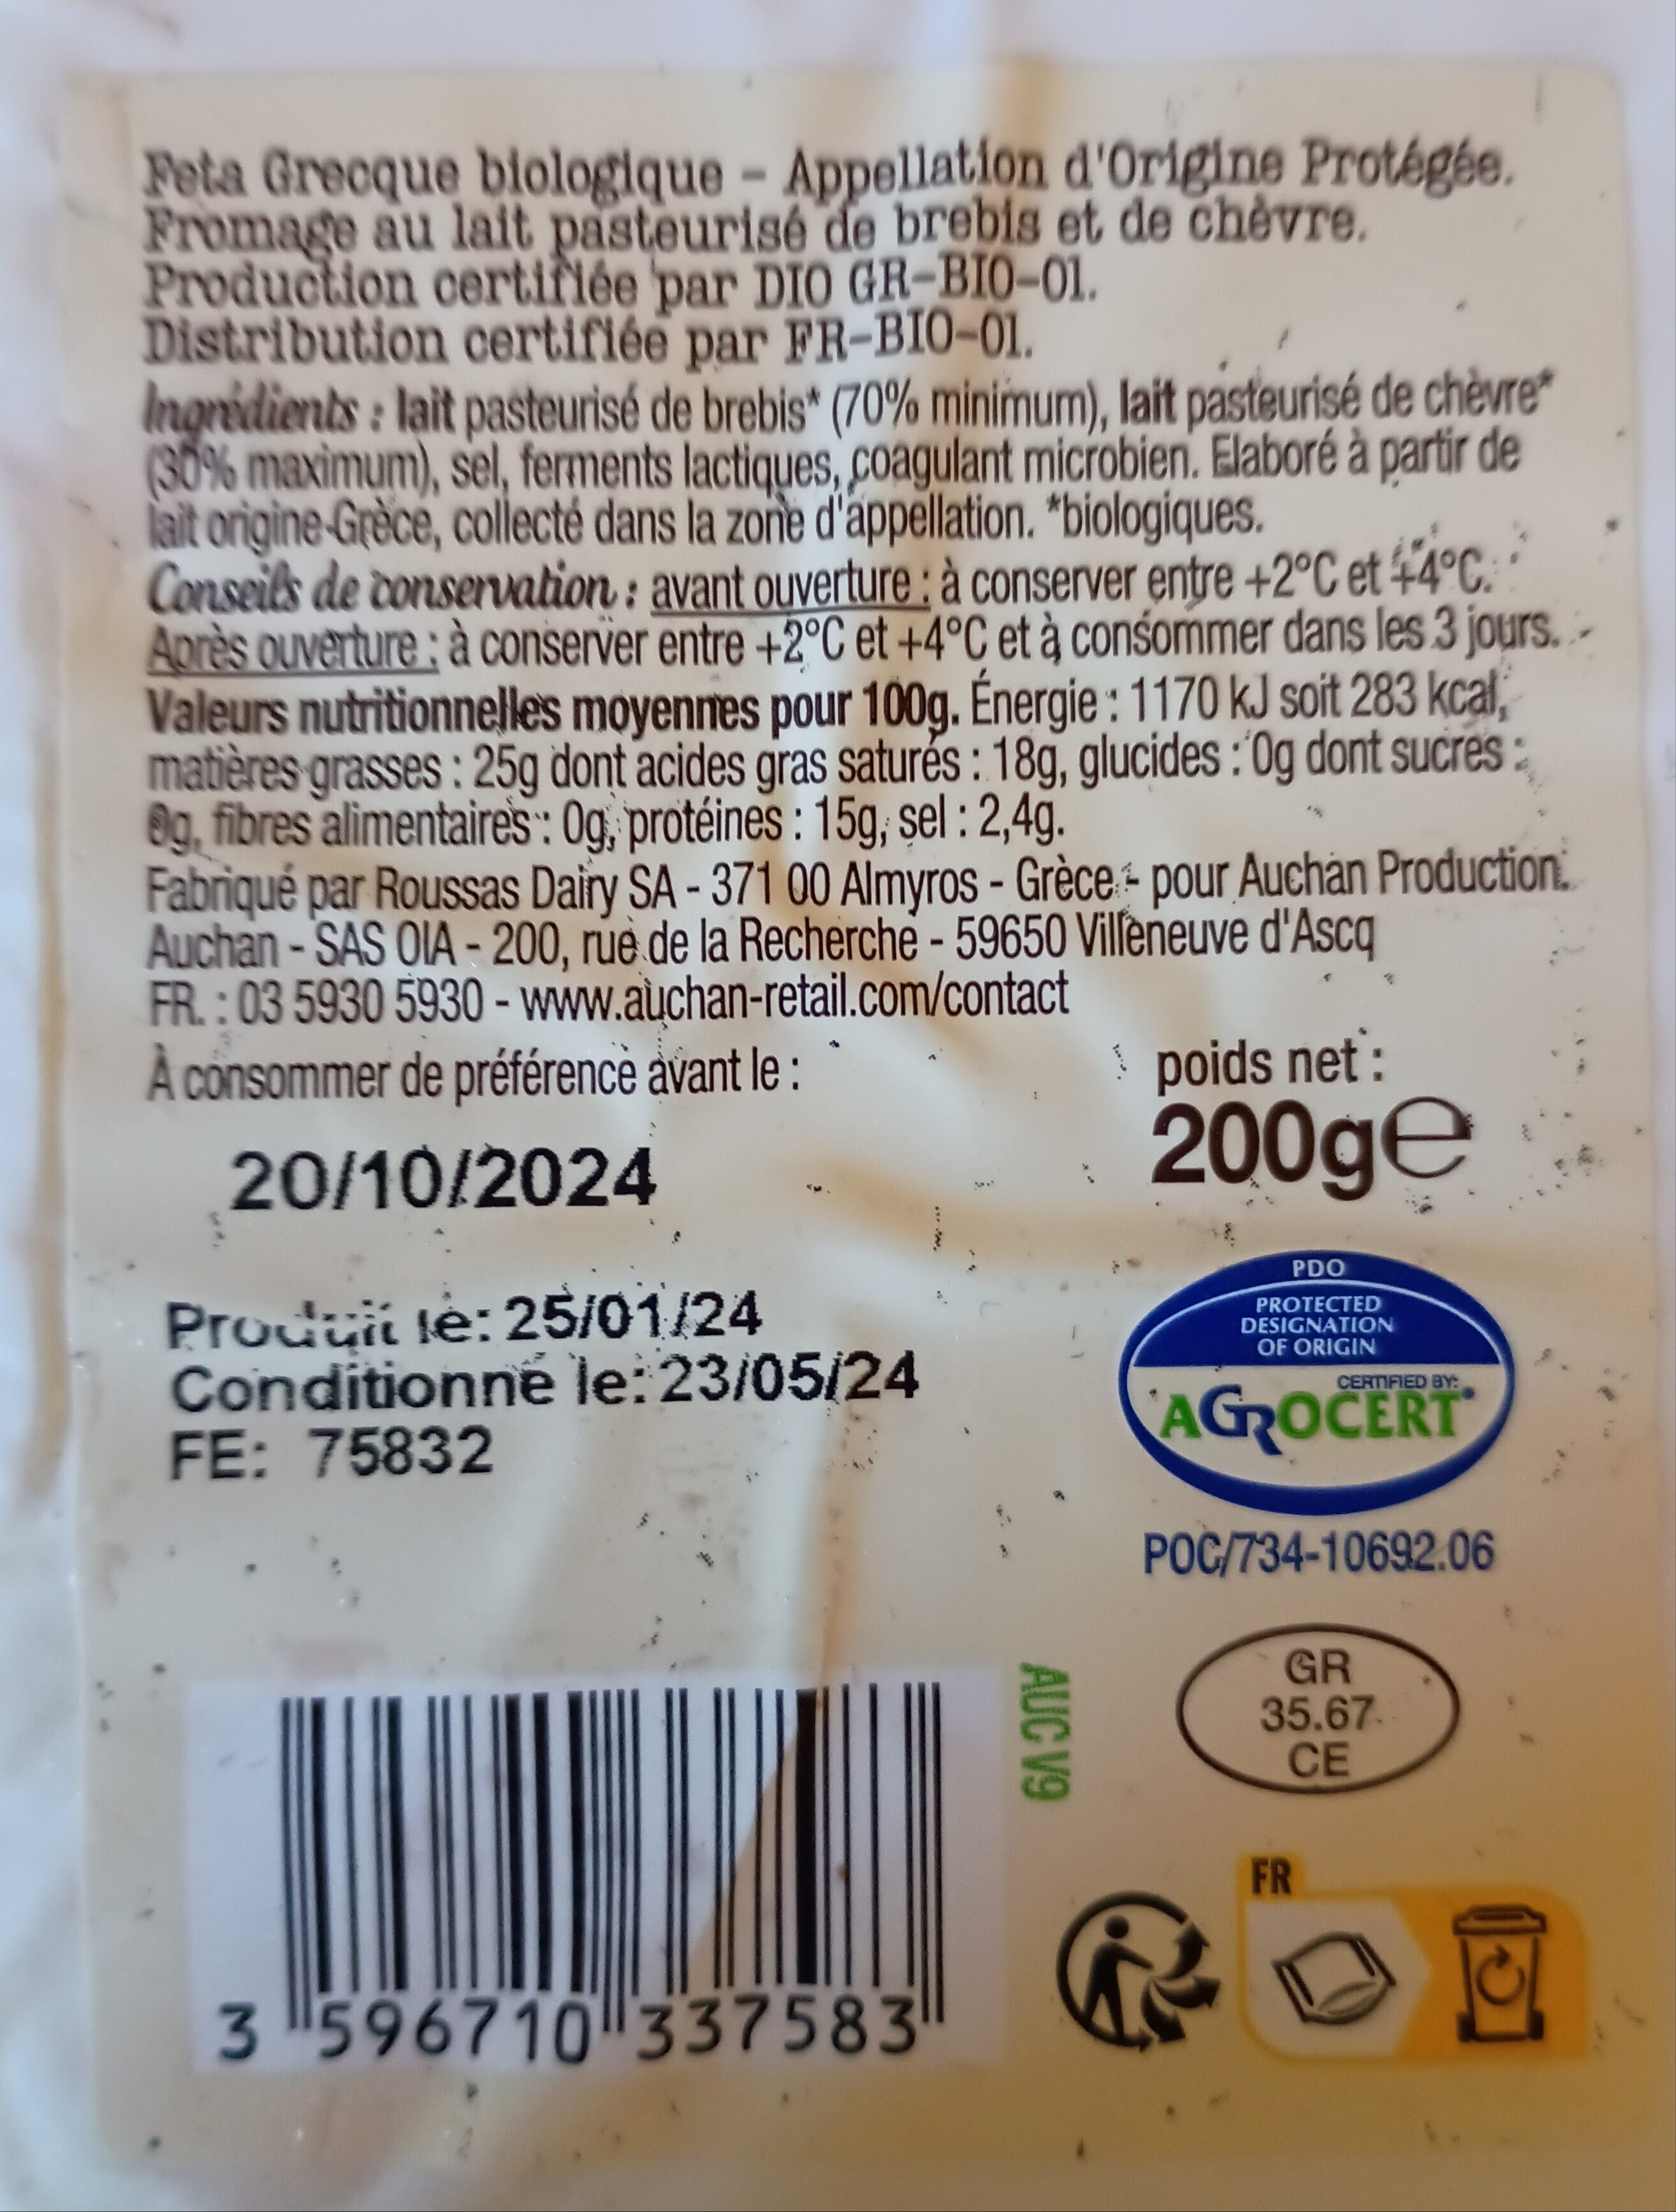 Feta Grecque biologique – Appellation d'Origine Protégée.
Fromage au lait pasteurisé de brebis et de chèvre.
Production certifiée par DIO GR-BIO-01.
Distribution certifiée par FR-BIO-01.
Ingrédients : lait pasteurisé de brebis* (70% minimum), lait pasteurisé de chèvre*
(30% maximum), sel, ferments lactiques, coagulant microbien. Elaboré à partir de
lait origine Grèce, collecté dans la zone d'appellation. *biologiques.
Conseils de conservation : avant ouverture : à conserver entre +2°C et +4°C.
Après ouverture : à conserver entre +2°C et +4°C et à consommer dans les 3 jours.
Valeurs nutritionnelles moyennes pour 100g. Énergie : 1170 kJ soit 283 kcal,
matières grasses : 25g dont acides gras saturés : 18g, glucides : 0g dont sucres :
0g, fibres alimentaires : 0g, protéines : 15g, sel : 2,4g.
Fabriqué par Roussas Dairy SA - 371 00 Almyros - Grèce - pour Auchan Production.
Auchan - SAS OIA - 200, rue de la Recherche - 59650 Villeneuve d'Ascq
FR. : 03 5930 5930 - www.auchan-retail.com/contact
À consommer de préférence avant le :
20/10/2024
poids net :
200g℮
Produit le: 25/01/24
Conditionné le: 23/05/24
FE: 75832
PDO
PROTECTED
DESIGNATION
OF ORIGIN
CERTIFIED BY:
AGROCERT
POC/734-10692.06
GR
35.67
CE
AUC V9
3 596710 337583
FR